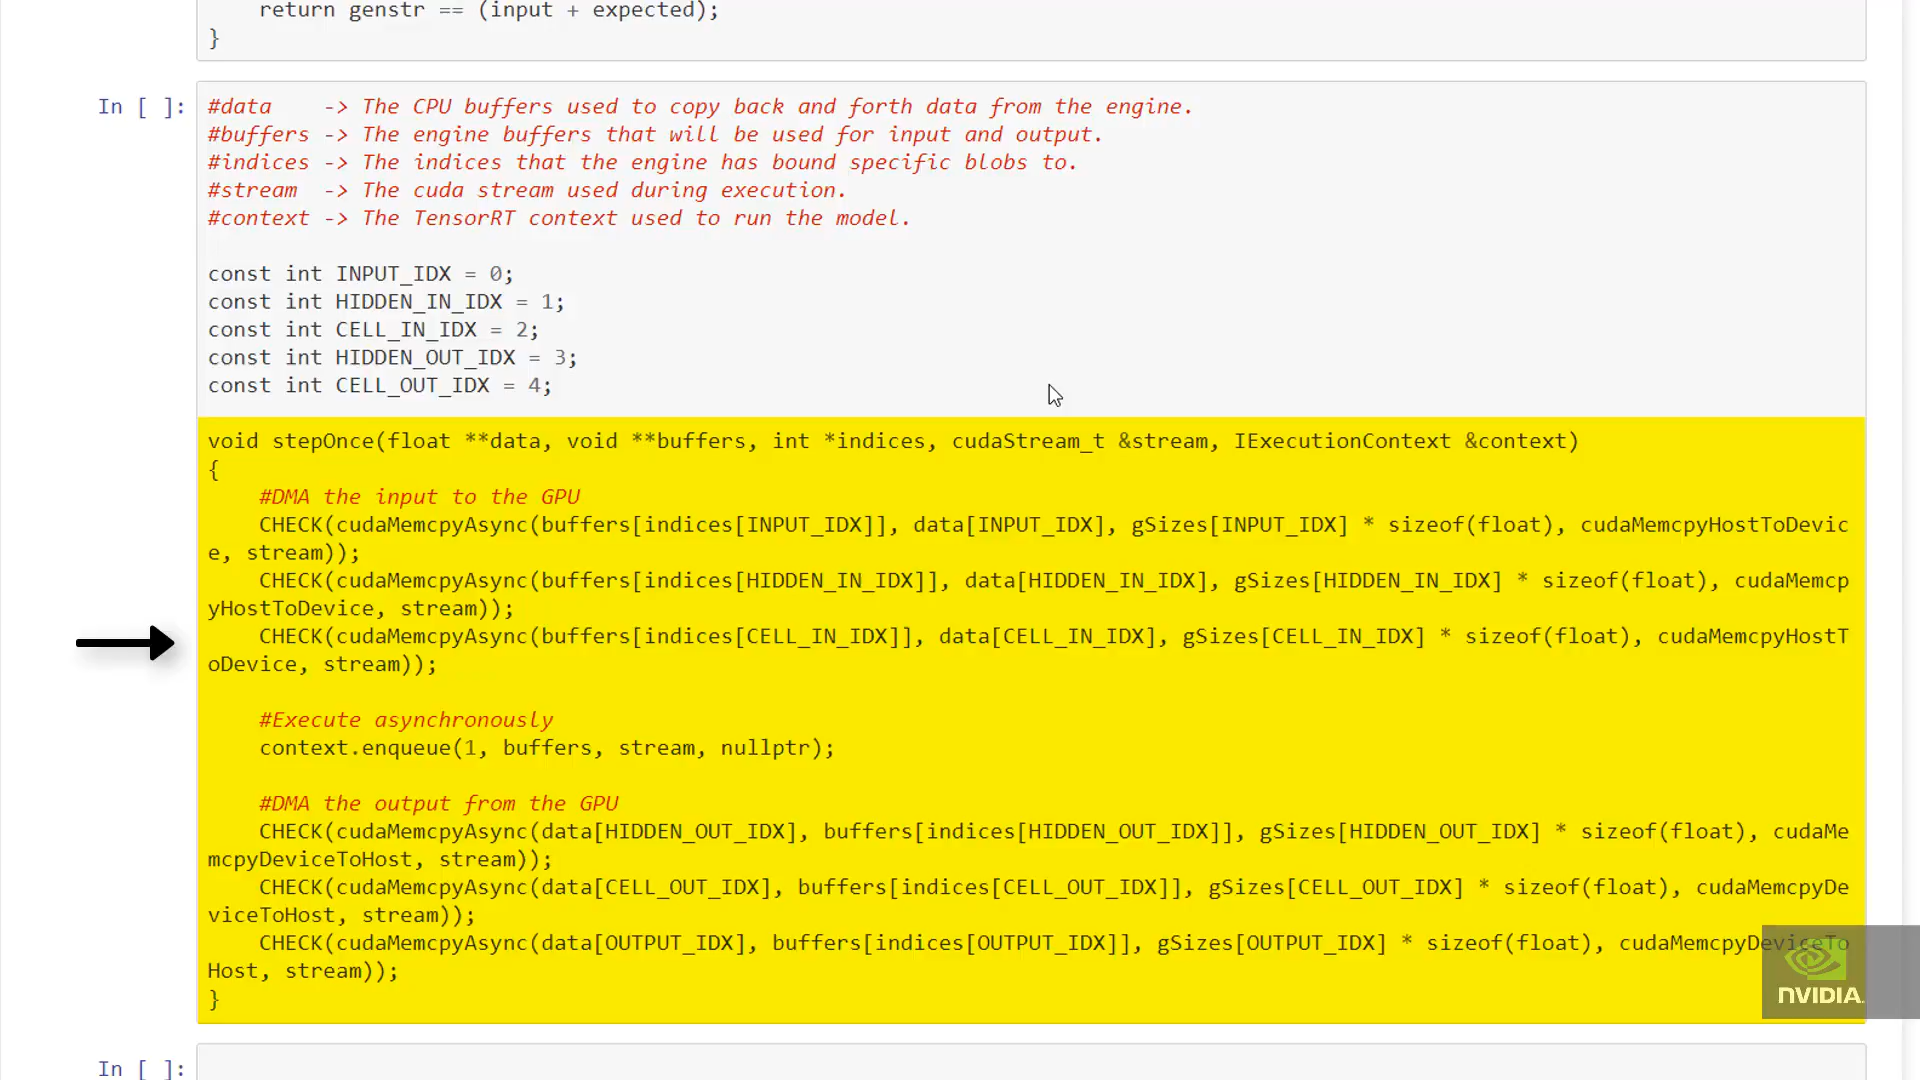 return genstr == (input + expected);
}
In [ ]:
#data    -> The CPU buffers used to copy back and forth data from the engine.
#buffers -> The engine buffers that will be used for input and output.
#indices -> The indices that the engine has bound specific blobs to.
#stream  -> The cuda stream used during execution.
#context -> The TensorRT context used to run the model.
const int INPUT_IDX = 0;
const int HIDDEN_IN_IDX = 1;
const int CELL_IN_IDX = 2;
const int HIDDEN_OUT_IDX = 3;
const int CELL_OUT_IDX = 4;
void stepOnce(float **data, void **buffers, int *indices, cudaStream_t &stream, IExecutionContext &context)
{
#DMA the input to the GPU
CHECK(cudaMemcpyAsync(buffers[indices[INPUT_IDX]], data[INPUT_IDX], gSizes[INPUT_IDX] * sizeof(float), cudaMemcpyHostToDevic
e, stream));
CHECK(cudaMemcpyAsync(buffers[indices[HIDDEN_IN_IDX]], data[HIDDEN_IN_IDX], gSizes[HIDDEN_IN_IDX] * sizeof(float), cudaMemcp
yHostToDevice, stream));
CHECK(cudaMemcpyAsync(buffers[indices[CELL_IN_IDX]], data[CELL_IN_IDX], gSizes[CELL_IN_IDX] * sizeof(float), cudaMemcpyHostT
oDevice, stream));
#Execute asynchronously
context.enqueue(1, buffers, stream, nullptr);
#DMA the output from the GPU
CHECK(cudaMemcpyAsync(data[HIDDEN_OUT_IDX], buffers[indices[HIDDEN_OUT_IDX]], gSizes[HIDDEN_OUT_IDX] * sizeof(float), cudaMe
mcpyDeviceToHost, stream));
CHECK(cudaMemcpyAsync(data[CELL_OUT_IDX], buffers[indices[CELL_OUT_IDX]], gSizes[CELL_OUT_IDX] * sizeof(float), cudaMemcpyDe
viceToHost, stream));
CHECK(cudaMemcpyAsync(data[OUTPUT_IDX], buffers[indices[OUTPUT_IDX]], gSizes[OUTPUT_IDX] * sizeof(float), cudaMemcpyDeviceTo
Host, stream));
}
NVIDIA.
In [ ]: